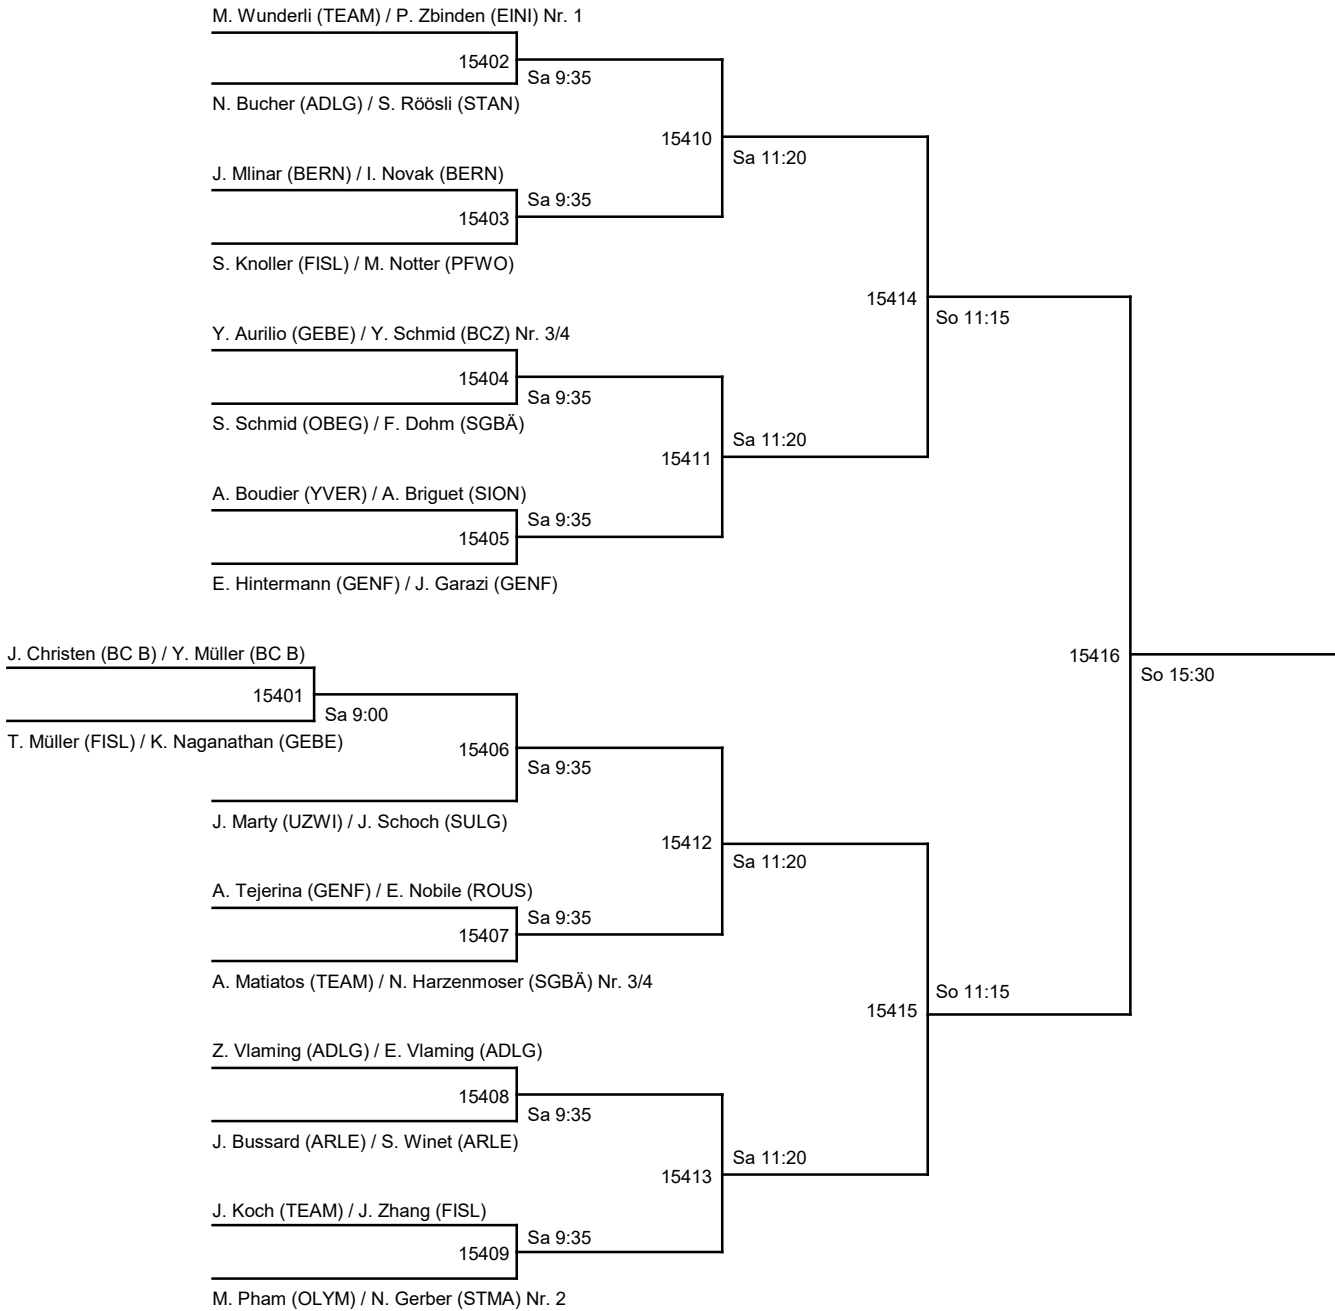 M. Wunderli (TEAM) / P. Zbinden (EINI) Nr. 1
15402
Sa 9:35
N. Bucher (ADLG) / S. Röösli (STAN)
15410
Sa 11:20
J. Mlinar (BERN) / I. Novak (BERN)
Sa 9:35
15403
S. Knoller (FISL) / M. Notter (PFWO)
15414
So 11:15
Y. Aurilio (GEBE) / Y. Schmid (BCZ) Nr. 3/4
15404
Sa 9:35
S. Schmid (OBEG) / F. Dohm (SGBÄ)
Sa 11:20
15411
A. Boudier (YVER) / A. Briguet (SION)
Sa 9:35
15405
E. Hintermann (GENF) / J. Garazi (GENF)
J. Christen (BC B) / Y. Müller (BC B)
15416
So 15:30
15401
Sa 9:00
T. Müller (FISL) / K. Naganathan (GEBE)
15406
Sa 9:35
J. Marty (UZWI) / J. Schoch (SULG)
15412
Sa 11:20
A. Tejerina (GENF) / E. Nobile (ROUS)
Sa 9:35
15407
A. Matiatos (TEAM) / N. Harzenmoser (SGBÄ) Nr. 3/4
So 11:15
15415
Z. Vlaming (ADLG) / E. Vlaming (ADLG)
15408
Sa 9:35
J. Bussard (ARLE) / S. Winet (ARLE)
Sa 11:20
15413
J. Koch (TEAM) / J. Zhang (FISL)
Sa 9:35
15409
M. Pham (OLYM) / N. Gerber (STMA) Nr. 2